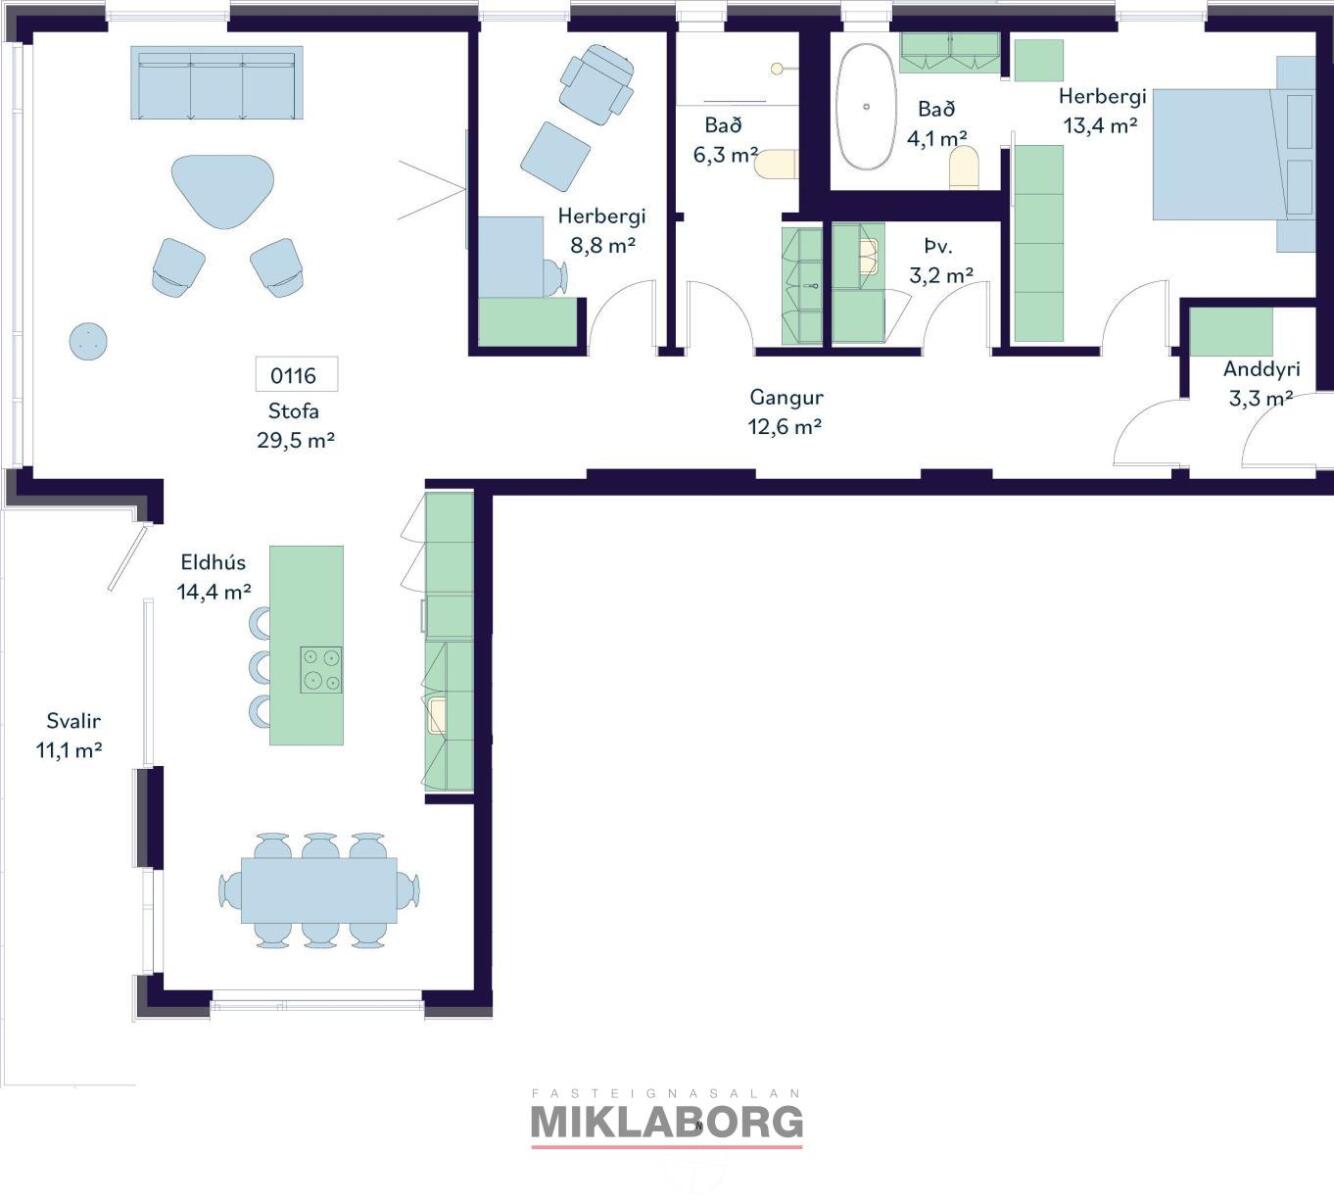 Herbergi
13,4 m²
Bað
4,1 m²
Bað
6,3 m²
Herbergi
8,8 m²
Þv.
3,2 m²
Anddyri
3,3 m²
0116
Stofa
29,5 m²
Gangur
12,6 m²
Eldhús
14,4 m²
Svalir
11,1 m²
FASTEIGNASALAN
MIKLABORG